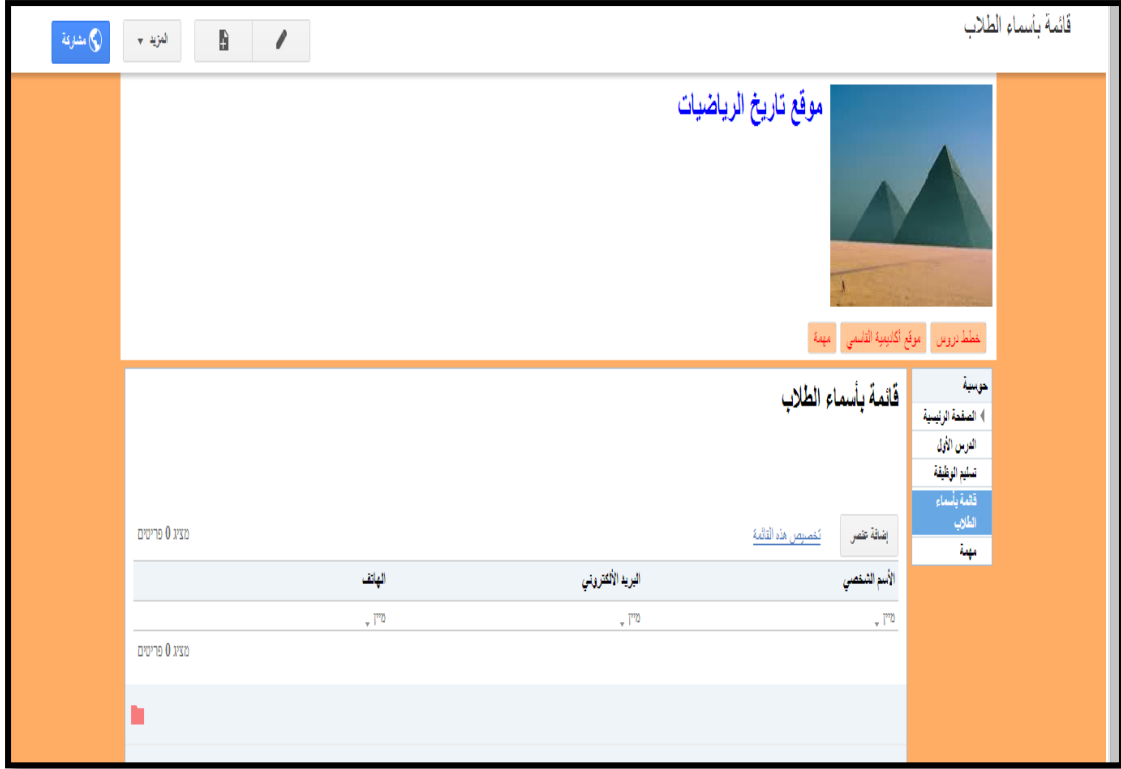 قائمة بأسماء الطلاب
المزيد
مشاركة
موقع تاريخ الرياضيات
خطط دروس
موقع أكاديمية القاسمي
مهمة
حوسبة
الصفحة الرئيسية
الدرس الأول
تسليم الوظيفة
قائمة بأسماء
الطلاب
مهمة
قائمة بأسماء الطلاب
إضافة عنصر
تخصيص هذه القائمة
מציג 0 פריטים
الأسم الشخصي
البريد الألكتروني
الهاتف
מיין
מיין
מיין
מציג 0 פריטים